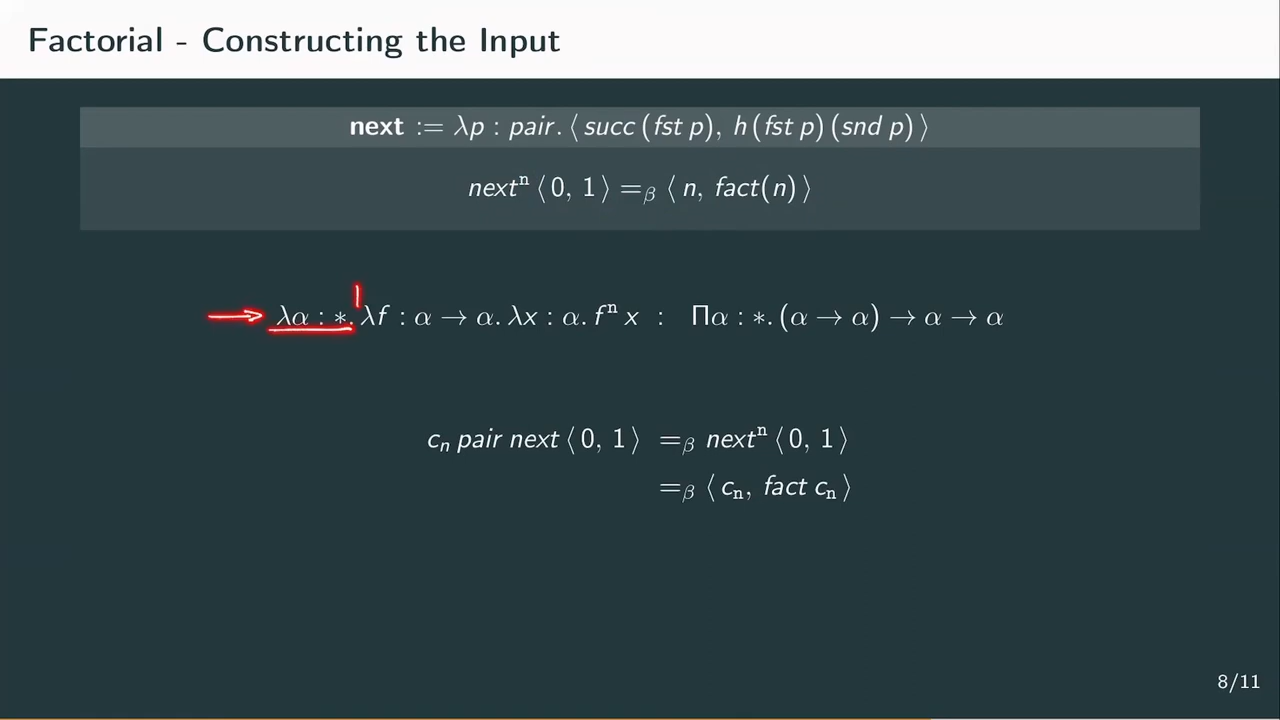 Factorial - Constructing the Input
next := λp : pair. ⟨ succ (fst p), h (fst p) (snd p) ⟩
nextⁿ ⟨ 0, 1 ⟩ =β ⟨ n, fact(n) ⟩
λα : ∗. λf : α → α. λx : α. fⁿ x : Πα : ∗. (α → α) → α → α
cₙ pair next ⟨ 0, 1 ⟩ =β nextⁿ ⟨ 0, 1 ⟩
=β ⟨ cₙ, fact cₙ ⟩
8/11